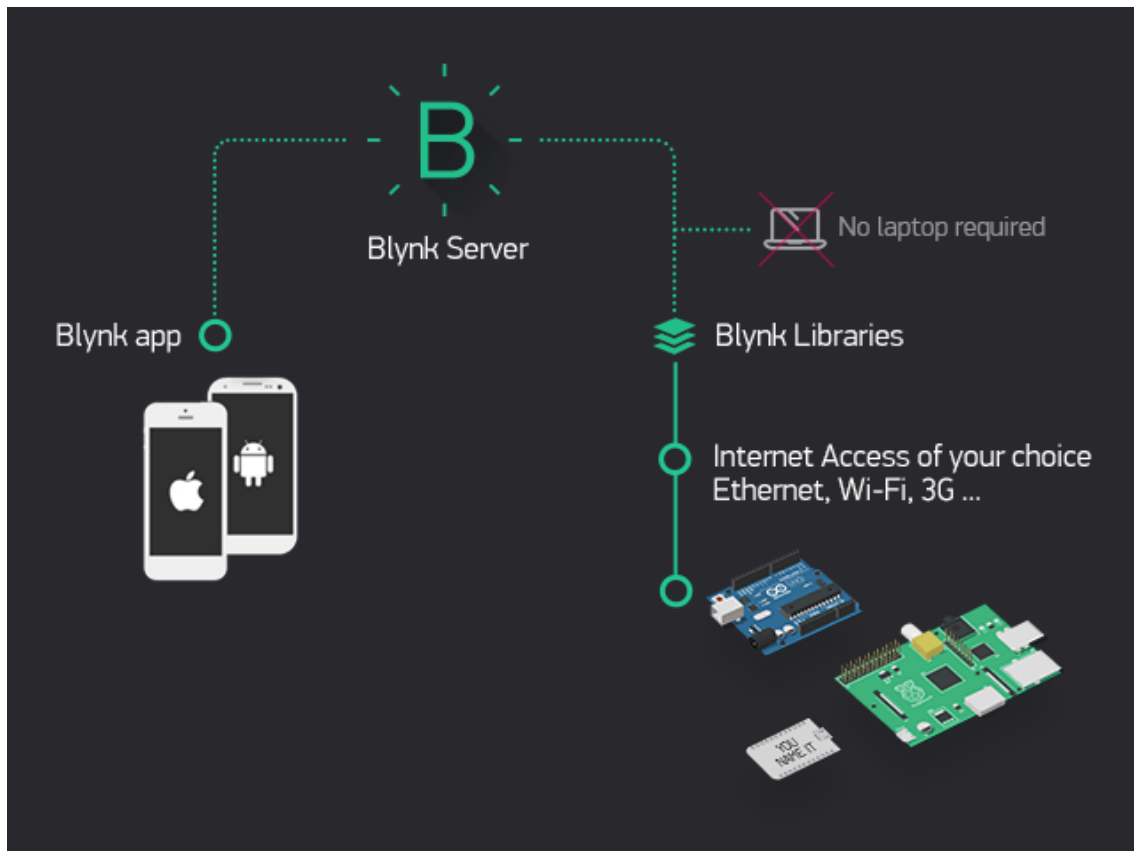 B
Blynk Server
No laptop required
Blynk app
Blynk Libraries
Internet Access of your choice
Ethernet, Wi-Fi, 3G ...
UNO
YOU
NAME IT